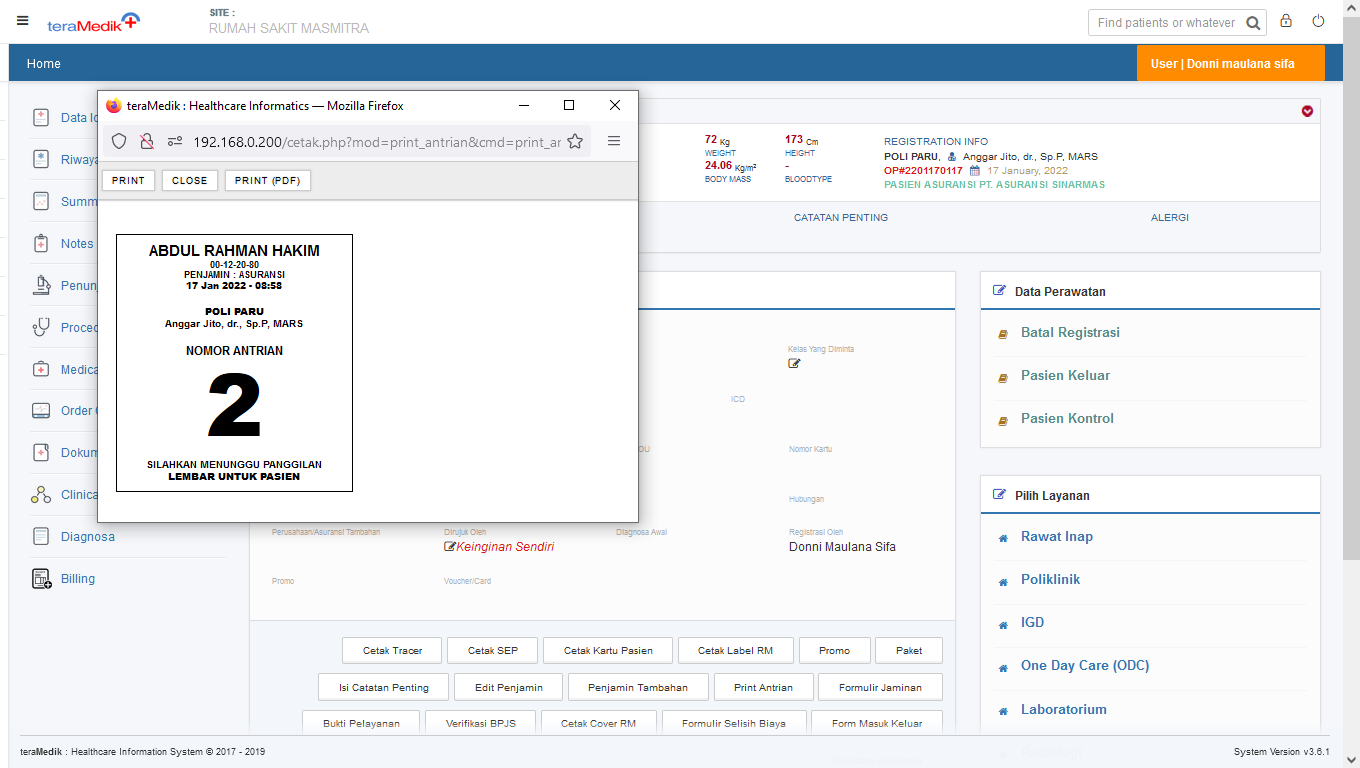 teraMedik
SITE :
RUMAH SAKIT MASMITRA
Find patients or whatever
Home
User | Donni maulana sifa
teraMedik : Healthcare Informatics — Mozilla Firefox
192.168.0.200/cetak.php?mod=print_antrian&cmd=print_ar
PRINT
CLOSE
PRINT (PDF)
ABDUL RAHMAN HAKIM
00-12-20-80
PENJAMIN : ASURANSI
17 Jan 2022 - 08:58
POLI PARU
Anggar Jito, dr., Sp.P, MARS
NOMOR ANTRIAN
2
SILAHKAN MENUNGGU PANGGILAN
LEMBAR UNTUK PASIEN
Data
Riwaya
Summ
Notes
Penun
Proced
Medica
Order
Dokum
Clinica
Diagnosa
Billing
72 Kg
WEIGHT
24.06 Kg/m²
BODY MASS
173 Cm
HEIGHT
-
BLOODTYPE
REGISTRATION INFO
POLI PARU, Anggar Jito, dr., Sp.P, MARS
OP#2201170117 17 January, 2022
PASIEN ASURANSI PT. ASURANSI SINARMAS
CATATAN PENTING
ALERGI
Kelas Yang Diminta
ICD
OU
Nomor Kartu
Hubungan
Perusahaan/Asuransi Tambahan
Dirujuk Oleh
Keinginan Sendiri
Diagnosa Awal
Registrasi Oleh
Donni Maulana Sifa
Promo
Voucher/Card
Cetak Tracer
Cetak SEP
Cetak Kartu Pasien
Cetak Label RM
Promo
Paket
Isi Catatan Penting
Edit Penjamin
Penjamin Tambahan
Print Antrian
Formulir Jaminan
Bukti Pelayanan
Verifikasi BPJS
Cetak Cover RM
Formulir Selisih Biaya
Form Masuk Keluar
Data Perawatan
Batal Registrasi
Pasien Keluar
Pasien Kontrol
Pilih Layanan
Rawat Inap
Poliklinik
IGD
One Day Care (ODC)
Laboratorium
teraMedik : Healthcare Information System © 2017 - 2019
System Version v3.6.1